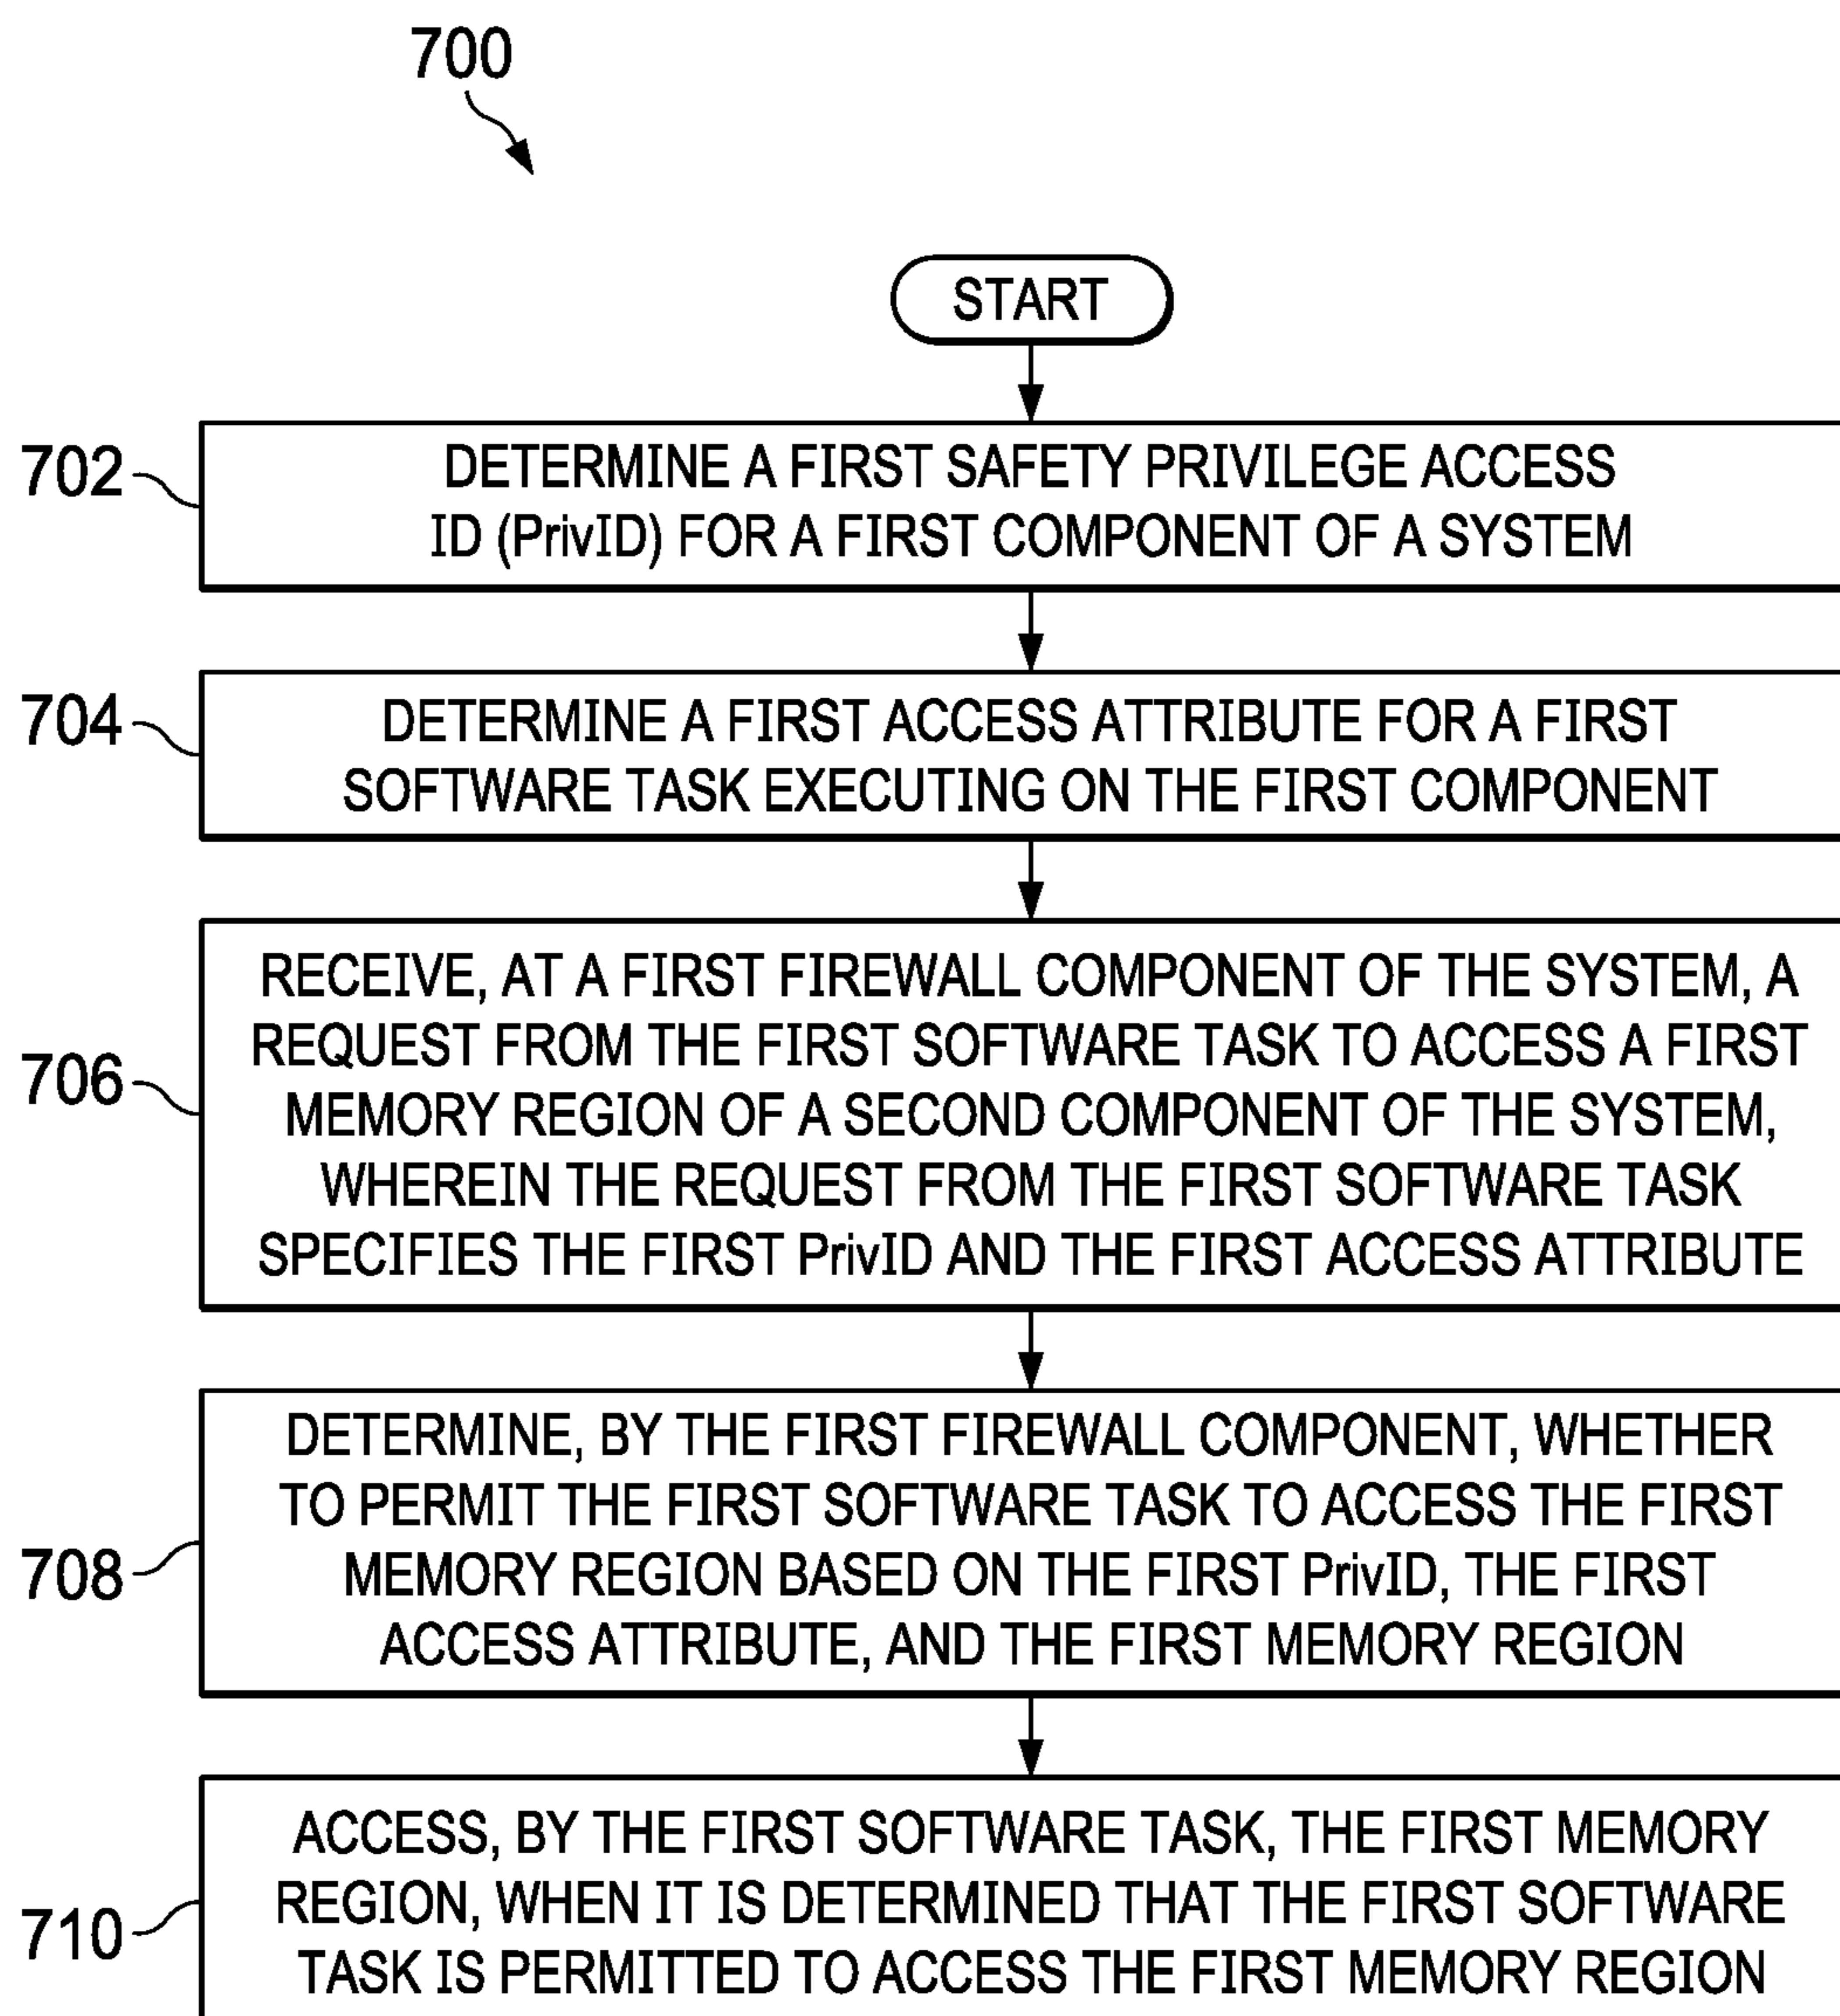 700
START
702
DETERMINE A FIRST SAFETY PRIVILEGE ACCESS
ID (PrivID) FOR A FIRST COMPONENT OF A SYSTEM
704
DETERMINE A FIRST ACCESS ATTRIBUTE FOR A FIRST
SOFTWARE TASK EXECUTING ON THE FIRST COMPONENT
706
RECEIVE, AT A FIRST FIREWALL COMPONENT OF THE SYSTEM, A
REQUEST FROM THE FIRST SOFTWARE TASK TO ACCESS A FIRST
MEMORY REGION OF A SECOND COMPONENT OF THE SYSTEM,
WHEREIN THE REQUEST FROM THE FIRST SOFTWARE TASK
SPECIFIES THE FIRST PrivID AND THE FIRST ACCESS ATTRIBUTE
708
DETERMINE, BY THE FIRST FIREWALL COMPONENT, WHETHER
TO PERMIT THE FIRST SOFTWARE TASK TO ACCESS THE FIRST
MEMORY REGION BASED ON THE FIRST PrivID, THE FIRST
ACCESS ATTRIBUTE, AND THE FIRST MEMORY REGION
710
ACCESS, BY THE FIRST SOFTWARE TASK, THE FIRST MEMORY
REGION, WHEN IT IS DETERMINED THAT THE FIRST SOFTWARE
TASK IS PERMITTED TO ACCESS THE FIRST MEMORY REGION